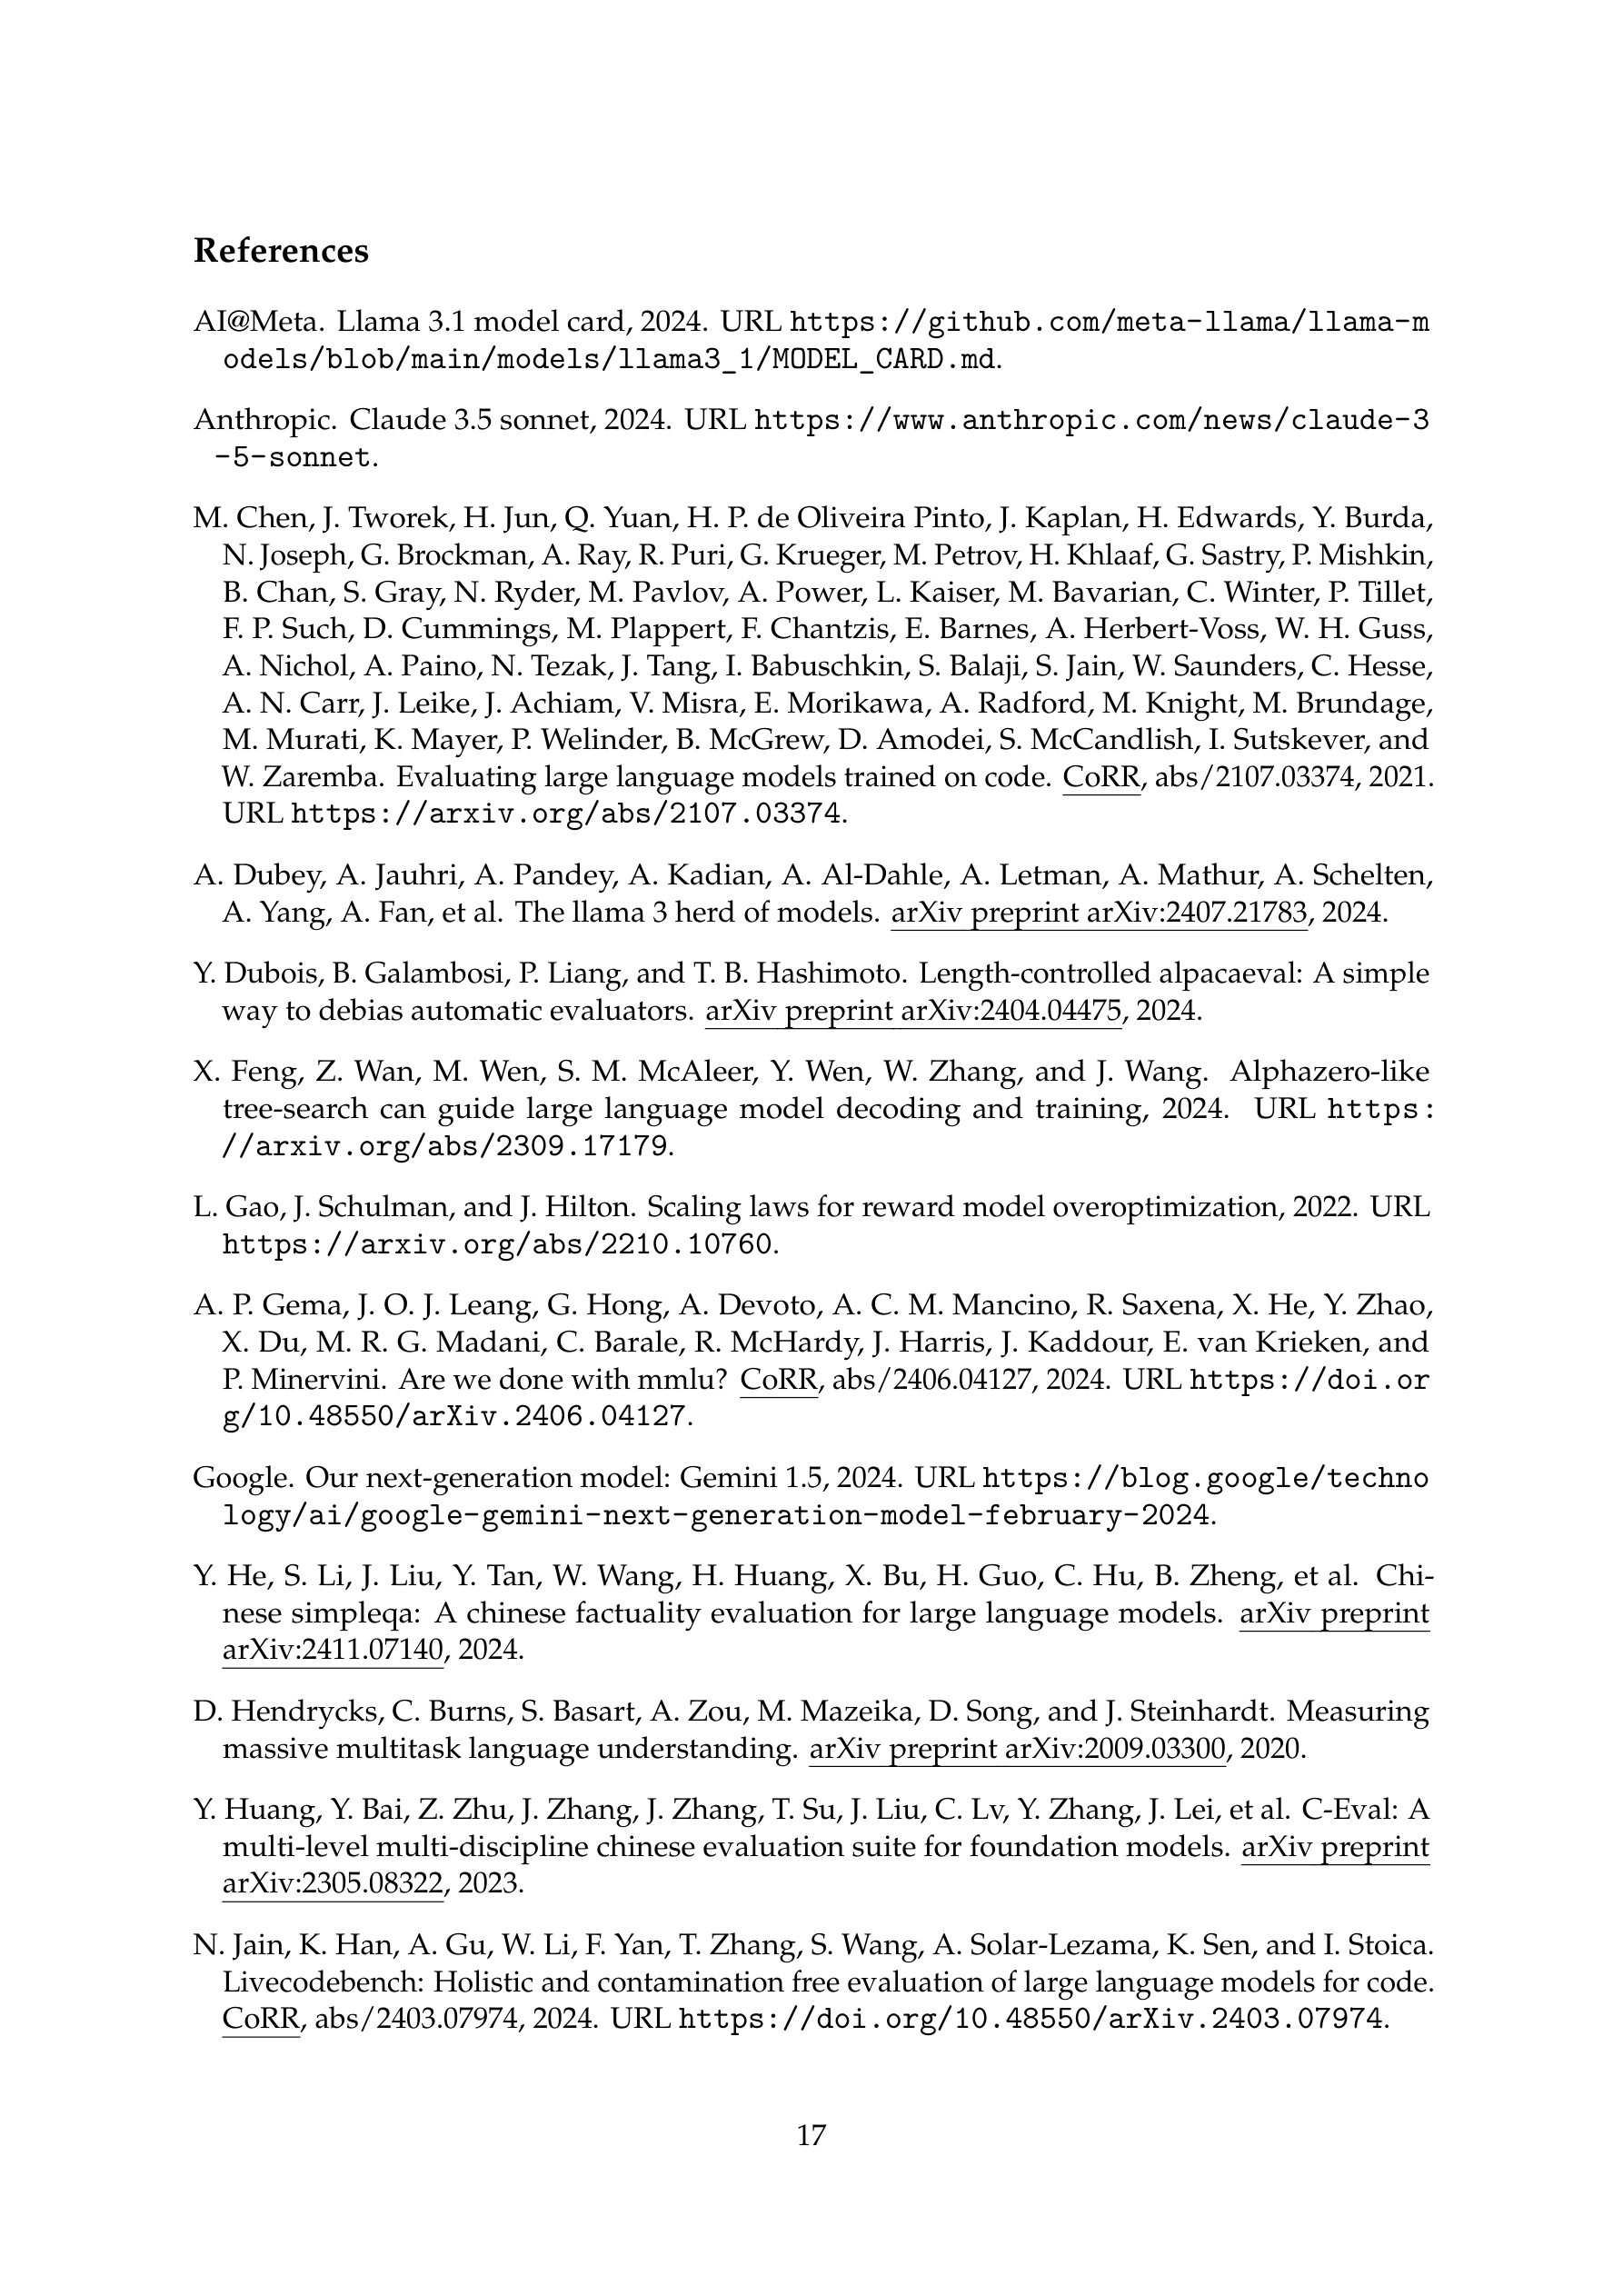 References
AI@Meta. Llama 3.1 model card, 2024. URL https://github.com/meta-llama/llama-m
odels/blob/main/models/llama3_1/MODEL_CARD.md.
Anthropic. Claude 3.5 sonnet, 2024. URL https://www.anthropic.com/news/claude-3
-5-sonnet.
M. Chen, J. Tworek, H. Jun, Q. Yuan, H. P. de Oliveira Pinto, J. Kaplan, H. Edwards, Y. Burda,
N. Joseph, G. Brockman, A. Ray, R. Puri, G. Krueger, M. Petrov, H. Khlaaf, G. Sastry, P. Mishkin,
B. Chan, S. Gray, N. Ryder, M. Pavlov, A. Power, L. Kaiser, M. Bavarian, C. Winter, P. Tillet,
F. P. Such, D. Cummings, M. Plappert, F. Chantzis, E. Barnes, A. Herbert-Voss, W. H. Guss,
A. Nichol, A. Paino, N. Tezak, J. Tang, I. Babuschkin, S. Balaji, S. Jain, W. Saunders, C. Hesse,
A. N. Carr, J. Leike, J. Achiam, V. Misra, E. Morikawa, A. Radford, M. Knight, M. Brundage,
M. Murati, K. Mayer, P. Welinder, B. McGrew, D. Amodei, S. McCandlish, I. Sutskever, and
W. Zaremba. Evaluating large language models trained on code. CoRR, abs/2107.03374, 2021.
URL https://arxiv.org/abs/2107.03374.
A. Dubey, A. Jauhri, A. Pandey, A. Kadian, A. Al-Dahle, A. Letman, A. Mathur, A. Schelten,
A. Yang, A. Fan, et al. The llama 3 herd of models. arXiv preprint arXiv:2407.21783, 2024.
Y. Dubois, B. Galambosi, P. Liang, and T. B. Hashimoto. Length-controlled alpacaeval: A simple
way to debias automatic evaluators. arXiv preprint arXiv:2404.04475, 2024.
X. Feng, Z. Wan, M. Wen, S. M. McAleer, Y. Wen, W. Zhang, and J. Wang. Alphazero-like
tree-search can guide large language model decoding and training, 2024. URL https:
//arxiv.org/abs/2309.17179.
L. Gao, J. Schulman, and J. Hilton. Scaling laws for reward model overoptimization, 2022. URL
https://arxiv.org/abs/2210.10760.
A. P. Gema, J. O. J. Leang, G. Hong, A. Devoto, A. C. M. Mancino, R. Saxena, X. He, Y. Zhao,
X. Du, M. R. G. Madani, C. Barale, R. McHardy, J. Harris, J. Kaddour, E. van Krieken, and
P. Minervini. Are we done with mmlu? CoRR, abs/2406.04127, 2024. URL https://doi.or
g/10.48550/arXiv.2406.04127.
Google. Our next-generation model: Gemini 1.5, 2024. URL https://blog.google/techno
logy/ai/google-gemini-next-generation-model-february-2024.
Y. He, S. Li, J. Liu, Y. Tan, W. Wang, H. Huang, X. Bu, H. Guo, C. Hu, B. Zheng, et al. Chi-
nese simpleqa: A chinese factuality evaluation for large language models. arXiv preprint
arXiv:2411.07140, 2024.
D. Hendrycks, C. Burns, S. Basart, A. Zou, M. Mazeika, D. Song, and J. Steinhardt. Measuring
massive multitask language understanding. arXiv preprint arXiv:2009.03300, 2020.
Y. Huang, Y. Bai, Z. Zhu, J. Zhang, J. Zhang, T. Su, J. Liu, C. Lv, Y. Zhang, J. Lei, et al. C-Eval: A
multi-level multi-discipline chinese evaluation suite for foundation models. arXiv preprint
arXiv:2305.08322, 2023.
N. Jain, K. Han, A. Gu, W. Li, F. Yan, T. Zhang, S. Wang, A. Solar-Lezama, K. Sen, and I. Stoica.
Livecodebench: Holistic and contamination free evaluation of large language models for code.
CoRR, abs/2403.07974, 2024. URL https://doi.org/10.48550/arXiv.2403.07974.
17